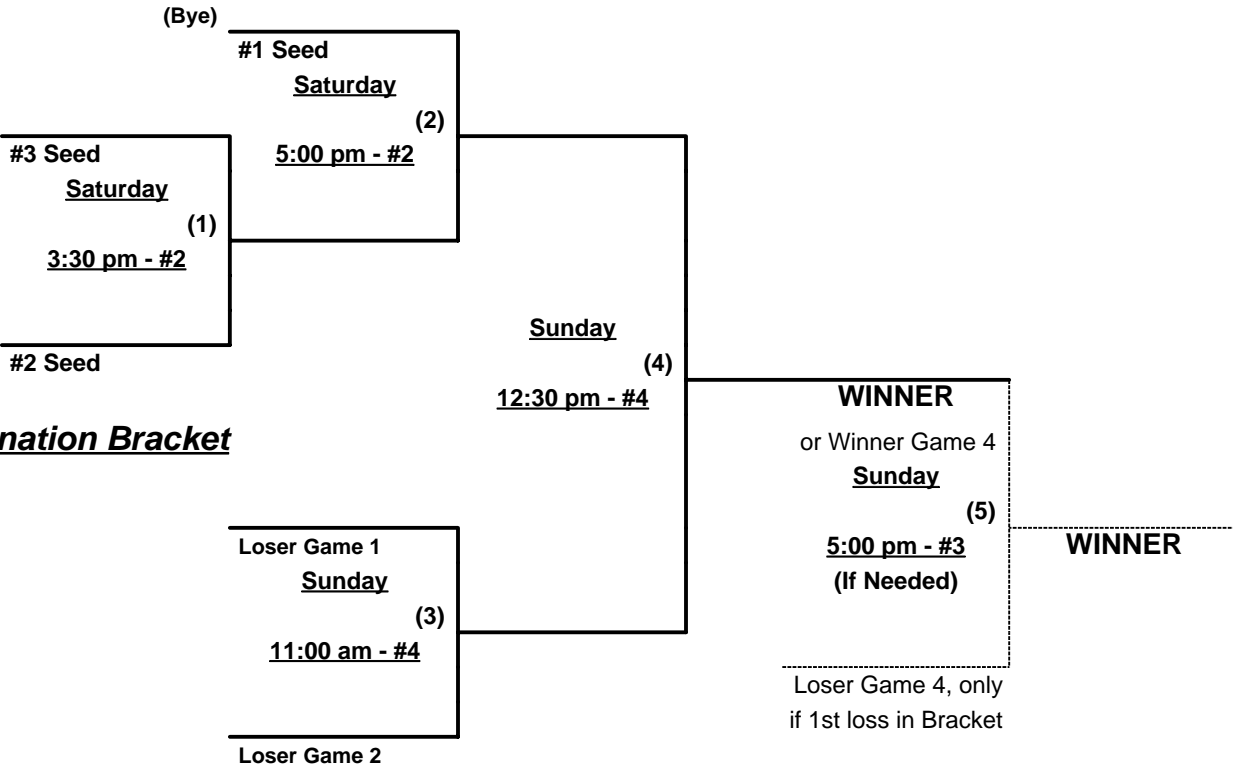 (Bye)
#1 Seed
Saturday
(2)
5:00 pm - #2
#3 Seed
Saturday
(1)
3:30 pm - #2
#2 Seed
Sunday
(4)
12:30 pm - #4
WINNER
or Winner Game 4
Sunday
(5)
5:00 pm - #3
(If Needed)
WINNER
Loser Game 4, only
if 1st loss in Bracket
nation Bracket
Loser Game 1
Sunday
(3)
11:00 am - #4
Loser Game 2